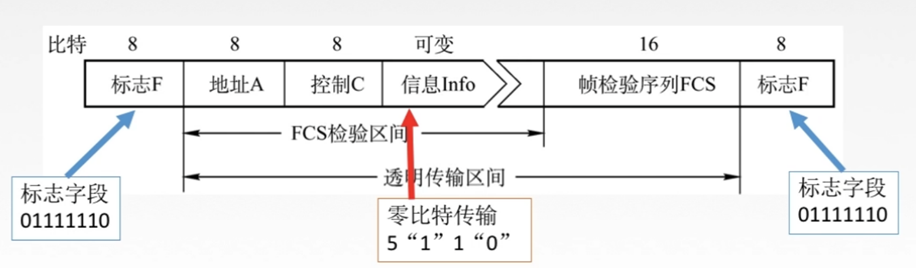 比特 8 8 8 可变 16 8
标志F 地址A 控制C 信息Info 帧检验序列FCS 标志F
FCS检验区间
透明传输区间
标志字段
01111110
零比特传输
5“1”1“0”
标志字段
01111110